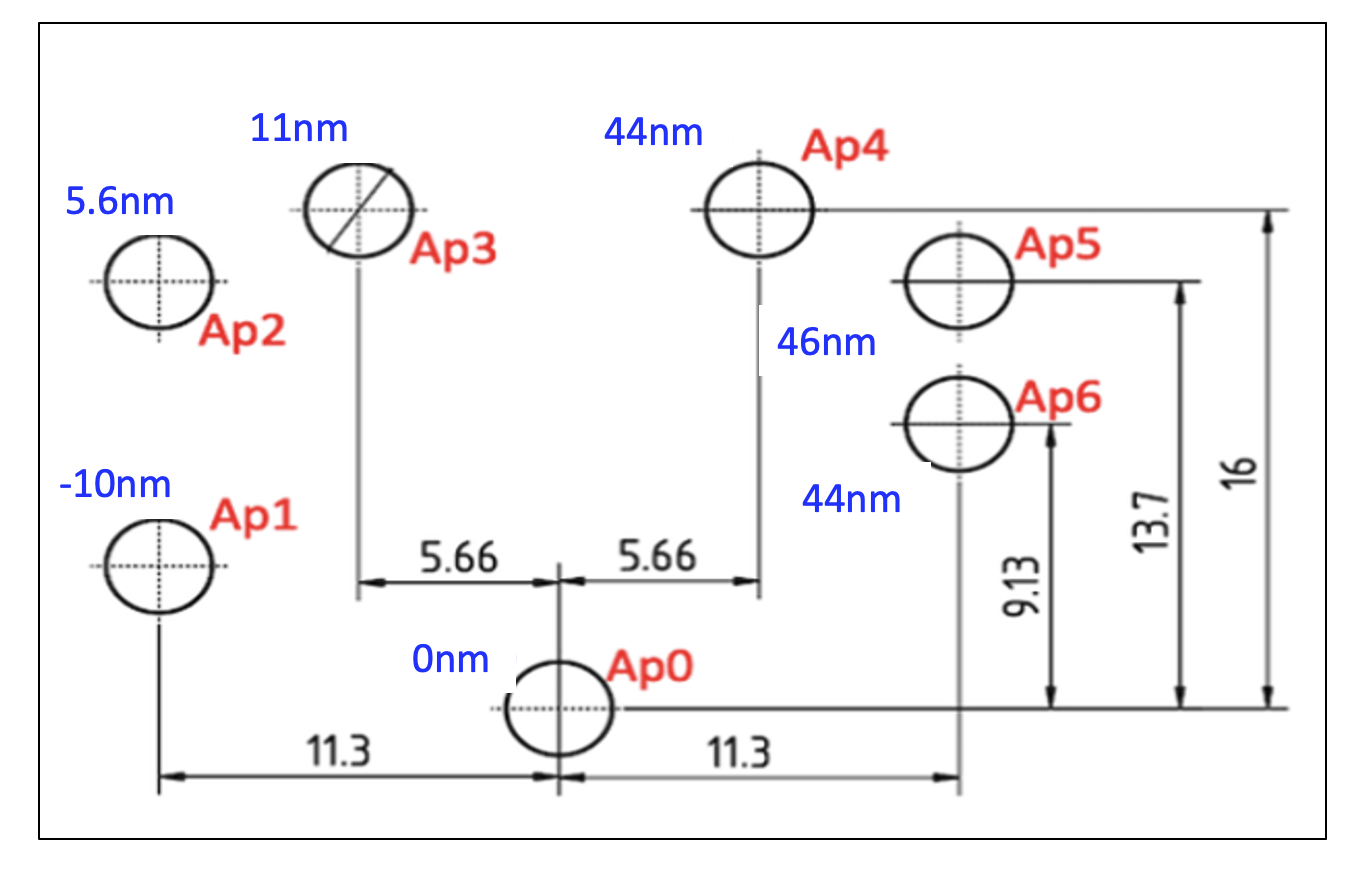 11nm
44nm
Ap4
5.6nm
Ap3
Ap5
Ap2
46nm
Ap6
-10nm
44nm
Ap1
16
13.7
5.66
5.66
9.13
0nm
Ap0
11.3
11.3